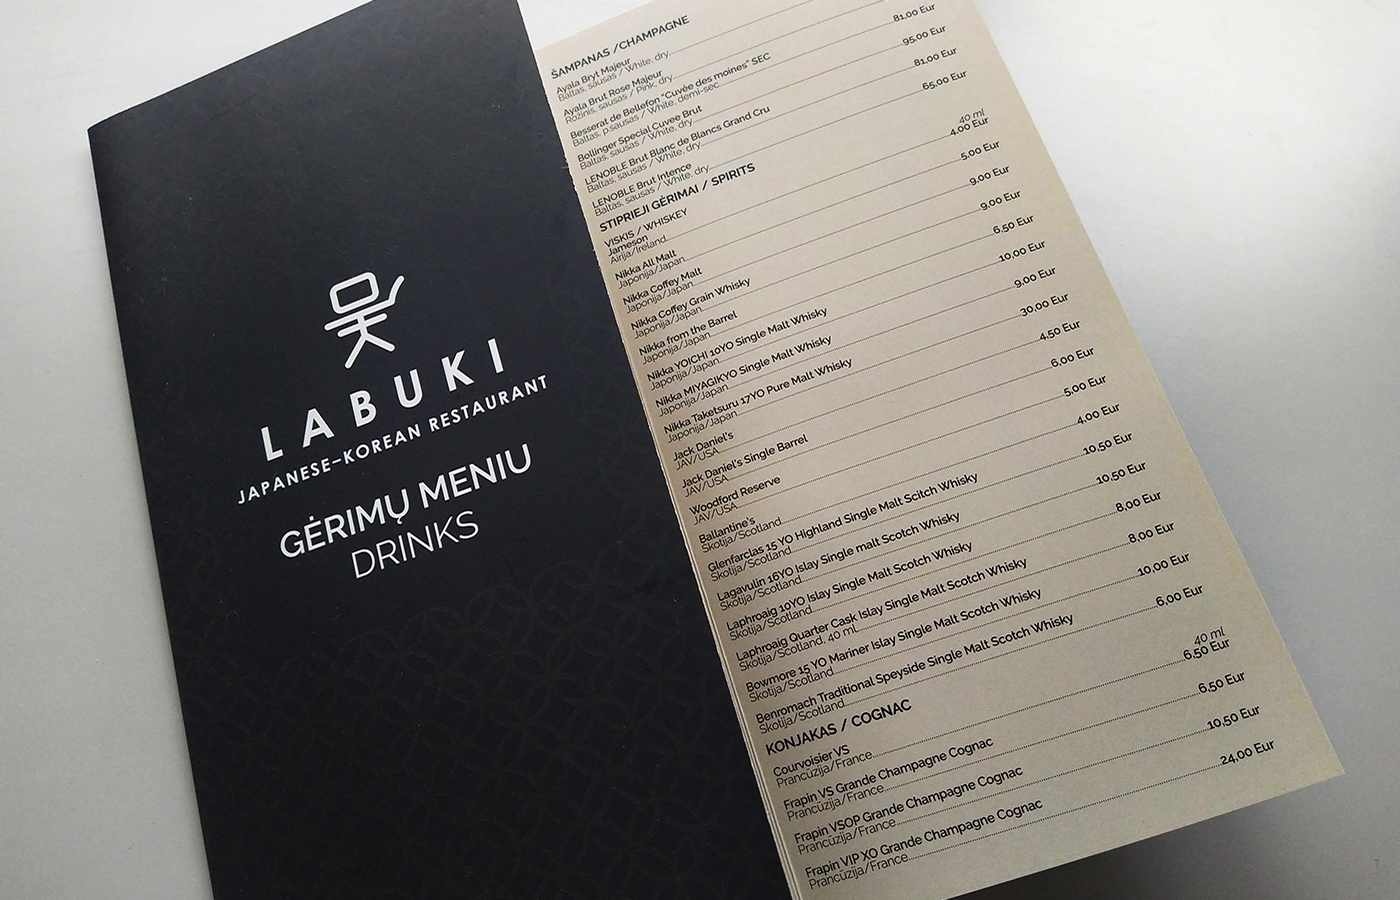 LABUKI
JAPANESE–KOREAN RESTAURANT
GĖRIMŲ MENIU
DRINKS
ŠAMPANAS /CHAMPAGNE
Ayala Bryt Majeur
Baltas, sausas / White, dry
Ayala Brut Rose Majeur
Rožinis, sausas / Pink, dry
Besserat de Bellefon "Cuvée des moines" SEC
Baltas, p.sausas / White, demi-sec 81,00 Eur
Bollinger Special Cuvee Brut
Baltas, sausas / White, dry 95,00 Eur
LENOBLE Brut Blanc de Blancs Grand Cru
Baltas, sausas / White, dry 81,00 Eur
LENOBLE Brut Intence
Baltas, sausas / White, dry 65,00 Eur
STIPRIEJI GĖRIMAI / SPIRITS
VISKIS / WHISKEY 40 ml
Jameson
Airija/Ireland 4,00 Eur
Nikka All Malt
Japonija/Japan 5,00 Eur
Nikka Coffey Malt
Japonija/Japan 9,00 Eur
Nikka Coffey Grain Whisky
Japonija/Japan 9,00 Eur
Nikka from the Barrel
Japonija/Japan 6,50 Eur
Nikka YOICHI 10YO Single Malt Whisky
Japonija/Japan 10,00 Eur
Nikka MIYAGIKYO Single Malt Whisky
Japonija/Japan 9,00 Eur
Nikka Taketsuru 17YO Pure Malt Whisky
Japonija/Japan 30,00 Eur
Jack Daniel's
JAV/USA 4,50 Eur
Jack Daniel's Single Barrel
JAV/USA 6,00 Eur
Woodford Reserve
JAV/USA 5,00 Eur
Ballantine's
Škotija/Scotland 4,00 Eur
Glenfarclas 15 YO Highland Single Malt Scitch Whisky
Škotija/Scotland 10,50 Eur
Lagavulin 16YO Islay Single malt Scotch Whisky
Škotija/Scotland 10,50 Eur
Laphroaig 10YO Islay Single Malt Scotch Whisky
Škotija/Scotland 8,00 Eur
Laphroaig Quarter Cask Islay Single Malt Scotch Whisky
Škotija/Scotland, 40 ml 8,00 Eur
Bowmore 15 YO Mariner Islay Single Malt Scotch Whisky
Škotija/Scotland 10,00 Eur
Benromach Traditional Speyside Single Malt Scotch Whisky
Škotija/Scotland 6,00 Eur
KONJAKAS / COGNAC 40 ml
Courvoisier VS
Prancūzija/France 6,50 Eur
Frapin VS Grande Champagne Cognac
Prancūzija/France 6,50 Eur
Frapin VSOP Grande Champagne Cognac
Prancūzija/France 10,50 Eur
Frapin VIP XO Grande Champagne Cognac
Prancūzija/France 24,00 Eur